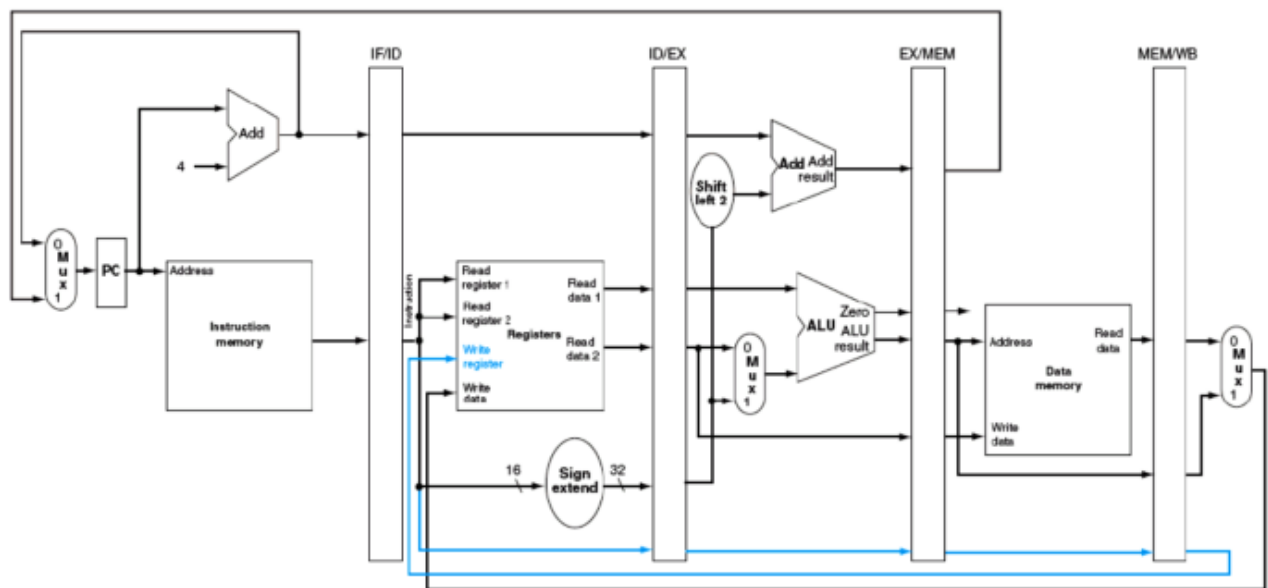 IF/ID
ID/EX
EX/MEM
MEM/WB
Add
4
Shift
left 2
Add Add
result
0
M
u
x
1
PC
Address
Instruction
memory
Instruction
Read
register 1
Read
register 2
Write
register
Write
data
Registers
Read
data 1
Read
data 2
0
M
u
x
1
ALU
Zero
ALU
result
Address
Write
data
Data
memory
Read
data
0
M
u
x
1
16
Sign
extend
32